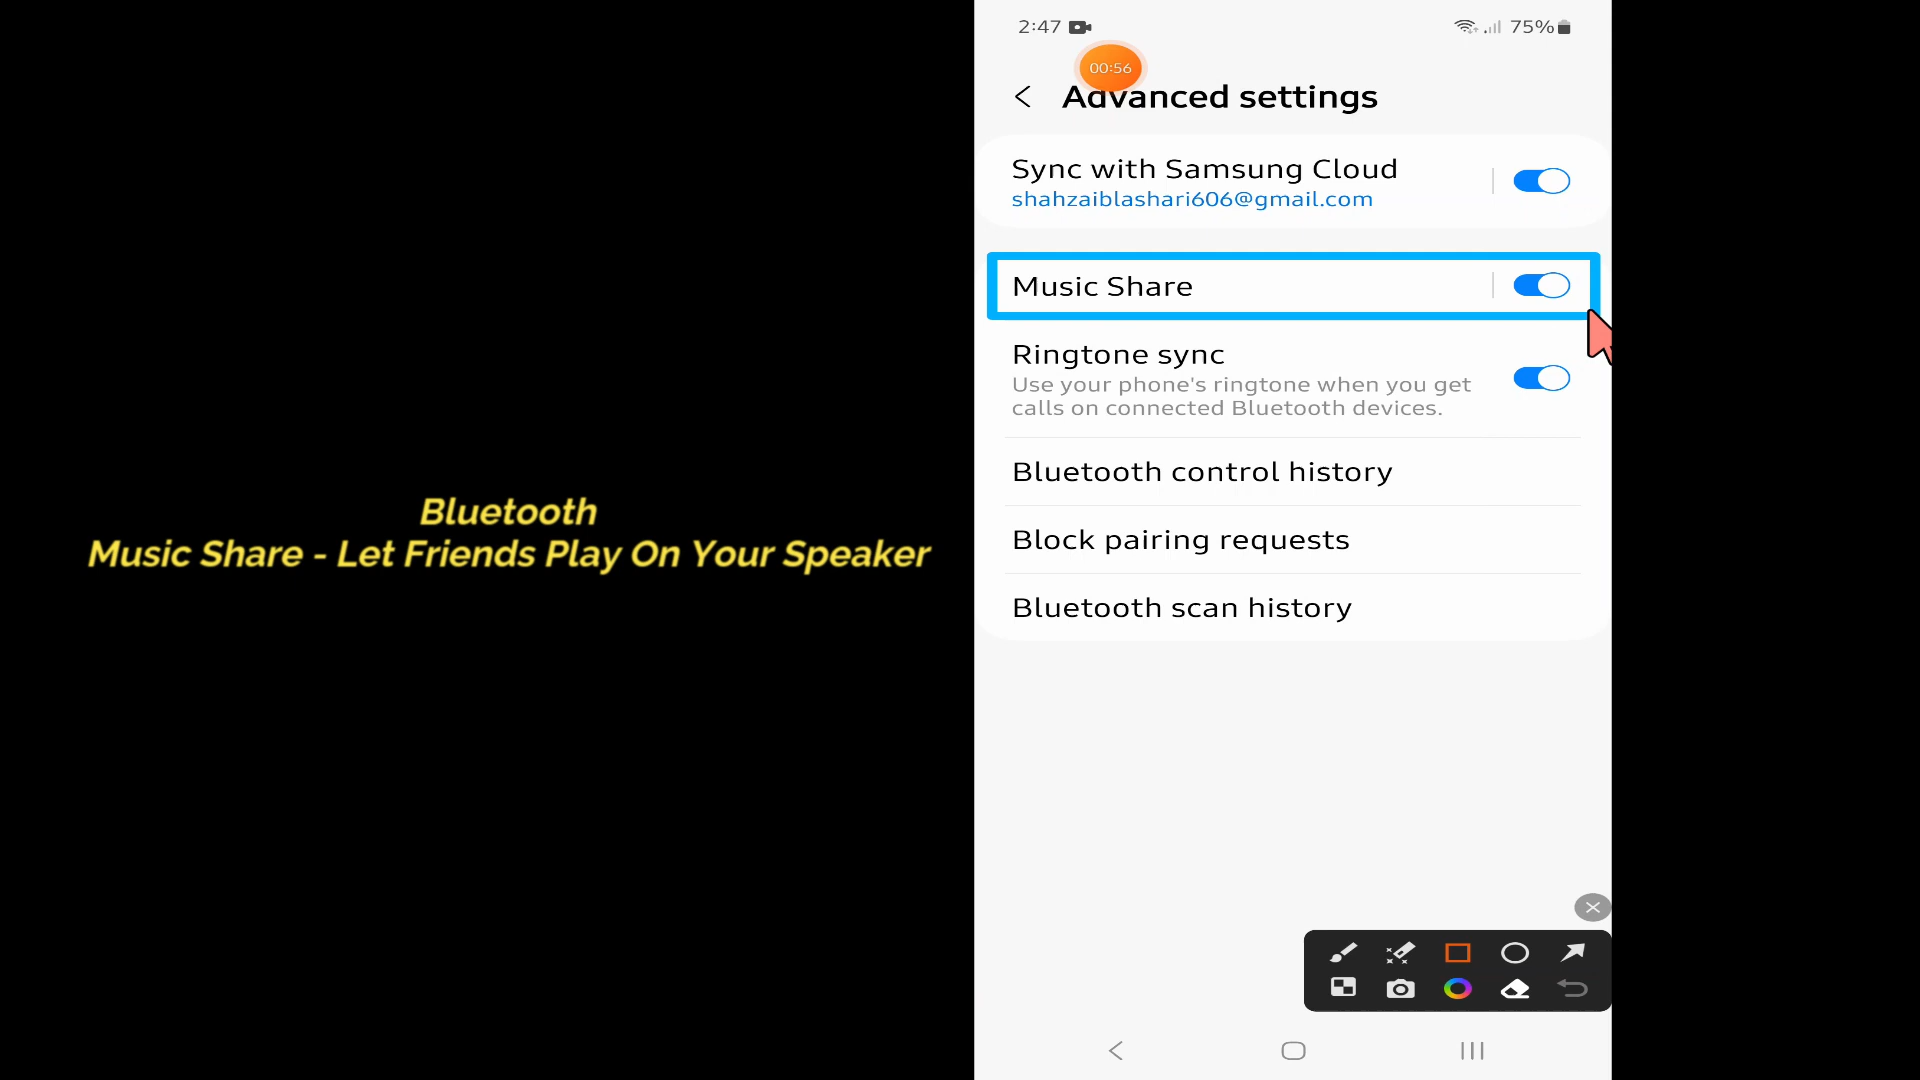 Bluetooth
Music Share - Let Friends Play On Your Speaker
2:47
75%
00:56
Advanced settings
Sync with Samsung Cloud
shahzaiblashari606@gmail.com
Music Share
Ringtone sync
Use your phone's ringtone when you get
calls on connected Bluetooth devices.
Bluetooth control history
Block pairing requests
Bluetooth scan history